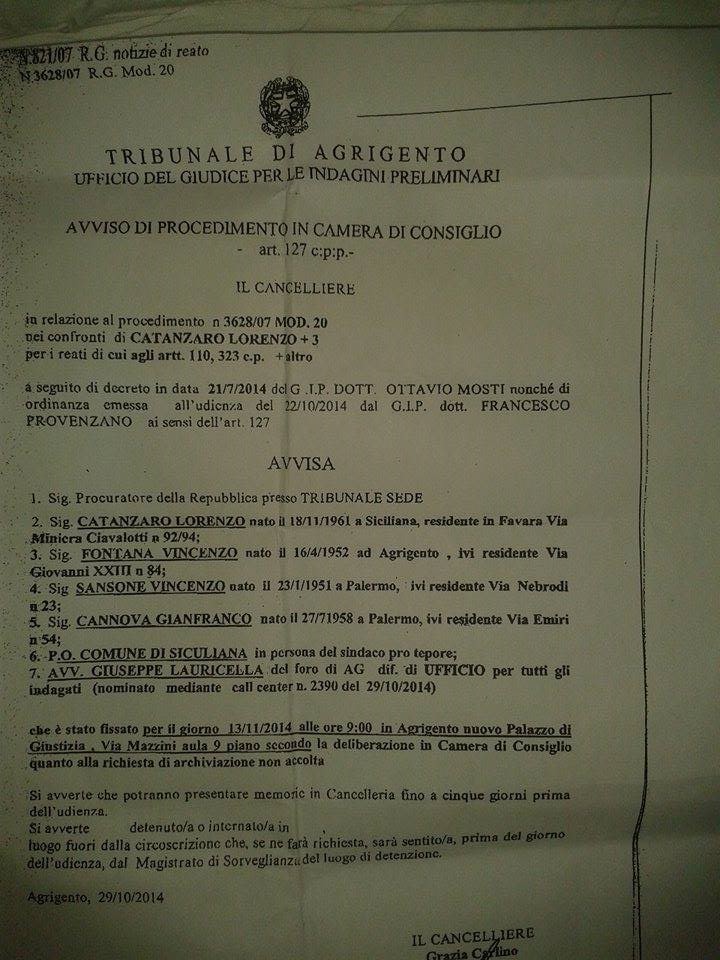 N.821/07 R.G. notizie di reato
N.3628/07 R.G. Mod. 20
TRIBUNALE DI AGRIGENTO
UFFICIO DEL GIUDICE PER LE INDAGINI PRELIMINARI
AVVISO DI PROCEDIMENTO IN CAMERA DI CONSIGLIO
- art. 127 c:p:p.-
IL CANCELLIERE
in relazione al procedimento n 3628/07 MOD. 20
nei confronti di CATANZARO LORENZO + 3
per i reati di cui agli artt. 110, 323 c.p. +altro
a seguito di decreto in data 21/7/2014 del G .I.P. DOTT. OTTAVIO MOSTI nonché di
ordinanza emessa all'udienza del 22/10/2014 dal G.I.P. dott. FRANCESCO
PROVENZANO ai sensi dell'art. 127
AVVISA
1. Sig. Procuratore della Repubblica presso TRIBUNALE SEDE
2. Sig. CATANZARO LORENZO nato il 18/11/1961 a Siciliana, residente in Favara Via
Miniera Ciavalotti n 92/94;
3. Sig. FONTANA VINCENZO nato il 16/4/1952 ad Agrigento , ivi residente Via
Giovanni XXIII n 84;
4. Sig SANSONE VINCENZO nato il 23/1/1951 a Palermo, ivi residente Via Nebrodi
n 23;
5. Sig. CANNOVA GIANFRANCO nato il 27/71958 a Palermo, ivi residente Via Emiri
n 54;
6. P.O. COMUNE DI SICULIANA in persona del sindaco pro tepore;
7. AVV. GIUSEPPE LAURICELLA del foro di AG dif. di UFFICIO per tutti gli
indagati (nominato mediante call center n. 2390 del 29/10/2014)
che è stato fissato per il giorno 13/11/2014 alle ore 9:00 in Agrigento nuovo Palazzo di
Giustizia , Via Mazzini aula 9 piano secondo la deliberazione in Camera di Consiglio
quanto alla richiesta di archiviazione non accolta
Si avverte che potranno presentare memorie in Cancelleria fino a cinque giorni prima
dell'udienza.
Si avverte detenuto/a o internato/a in ,
luogo fuori dalla circoscrizione che, se ne farà richiesta, sarà sentito/a, prima del giorno
dell'udienza, dal Magistrato di Sorveglianza del luogo di detenzione.
Agrigento, 29/10/2014
IL CANCELLIERE
Grazia Carlino